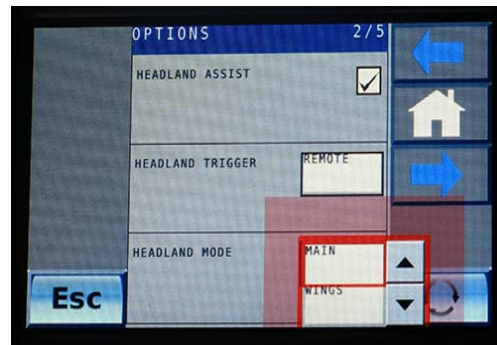 OPTIONS 2/5
HEADLAND ASSIST
HEADLAND TRIGGER REMOTE
HEADLAND MODE MAIN
WINGS
Esc